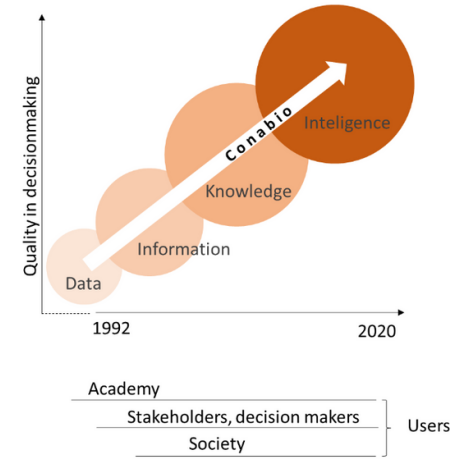 Quality in decisionmaking
Conabio
Inteligence
Knowledge
Information
Data
1992
2020
Academy
Stakeholders, decision makers
Society
Users